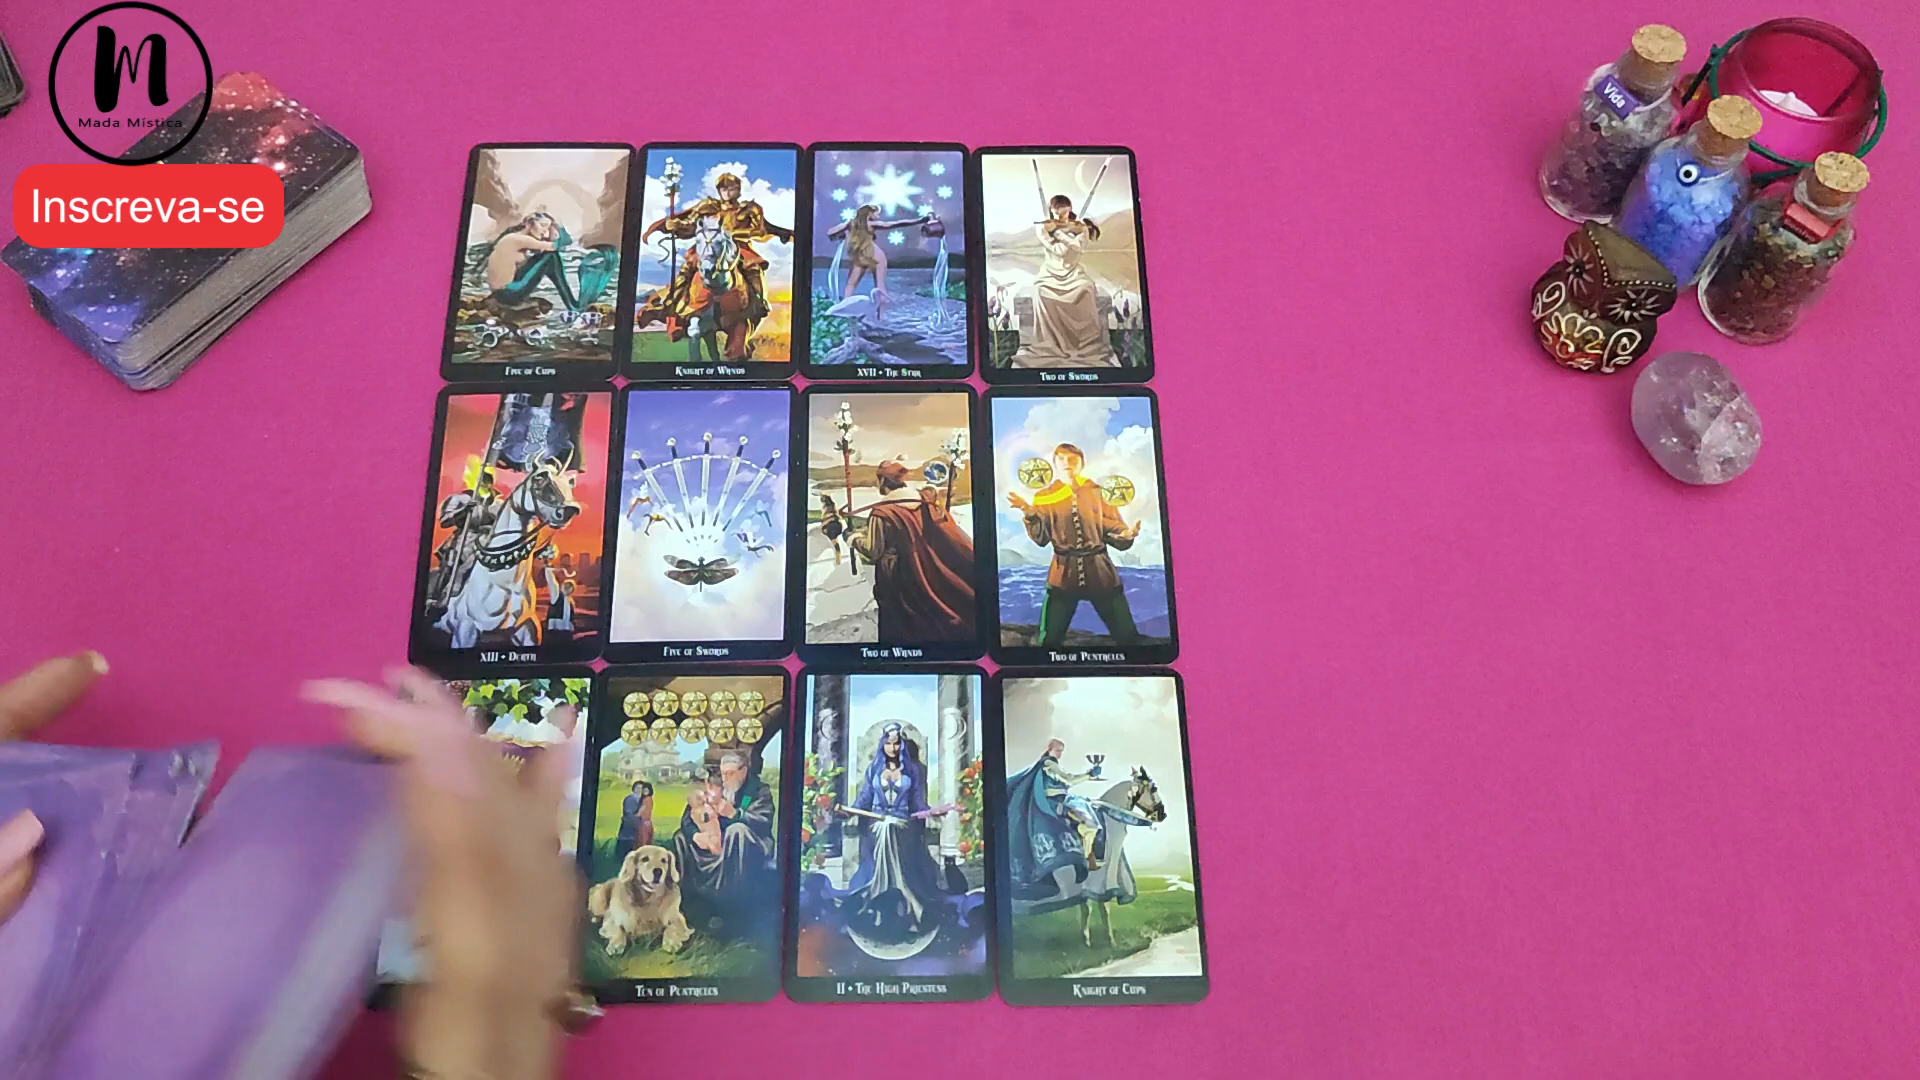 M
Mada Mística
Inscreva-se
Vida
FIVE OF CUPS
KNIGHT OF WANDS
XVII • THE STAR
TWO OF SWORDS
XIII • DEATH
FIVE OF SWORDS
TWO OF WANDS
TWO OF PENTACLES
TEN OF PENTACLES
II • THE HIGH PRIESTESS
KNIGHT OF CUPS